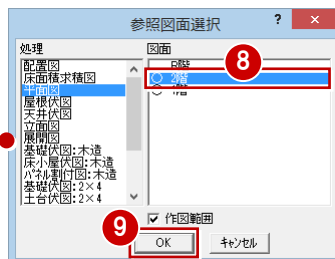 参照図面選択 ? ×
処理
配置図
床面積求積図
平面図
屋根伏図
天井伏図
立面図
展開図
基礎伏図:木造
床小屋伏図:木造
パネル割付図:木造
基礎伏図:2×4
土台伏図:2×4
図面
R階
○ 2階
○ 1階
8
作図範囲
9
OK
キャンセル